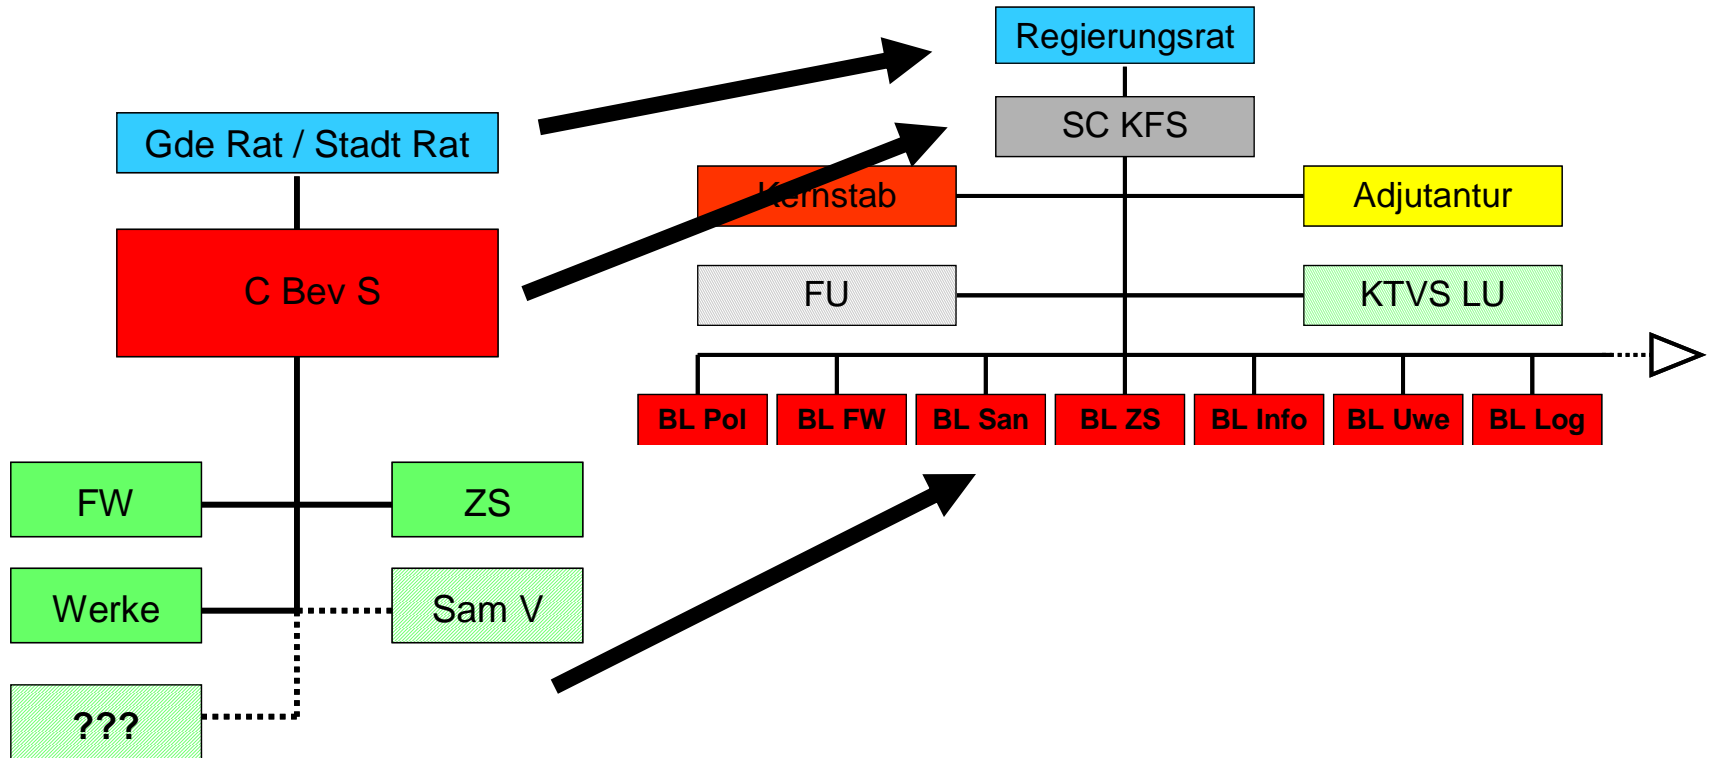 Regierungsrat
SC KFS
Gde Rat / Stadt Rat
Kernstab
Adjutantur
C Bev S
FU
KTVS LU
BL Pol
BL FW
BL San
BL ZS
BL Info
BL Uwe
BL Log
FW
ZS
Werke
Sam V
???